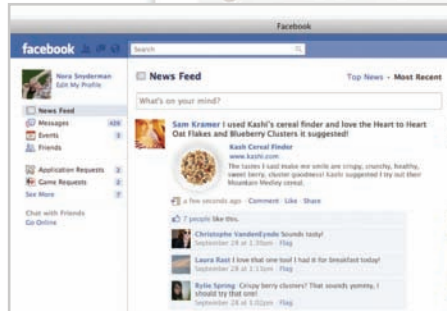 Facebook
facebook
Search
Nora Snyderman
Edit My Profile
News Feed
Top News · Most Recent
What's on your mind?
News Feed
Messages
Events
Friends
Application Requests
Game Requests
See More
Chat with Friends
Go Online
Sam Kramer I used Kashi's cereal finder and love the Heart to Heart
Oat Flakes and Blueberry Clusters it suggested!
Kash Cereal Finder
www.kashi.com
The tastes I said make me smile are crispy, crunchy, healthy,
sweet berry, cluster goodness! Kashi suggested I try out their
Mountain Medley cereal.
a few seconds ago · Comment · Like · Share
7 people like this.
Christophe VandenEynde Sounds tasty!
September 28 at 1:39pm · Flag
Laura Rast I love that one too! I had it for breakfast today!
September 28 at 2:13pm · Flag
Rylie Spring Crispy berry clusters? That sounds yummy, I
should try that one!
September 28 at 3:02pm · Flag